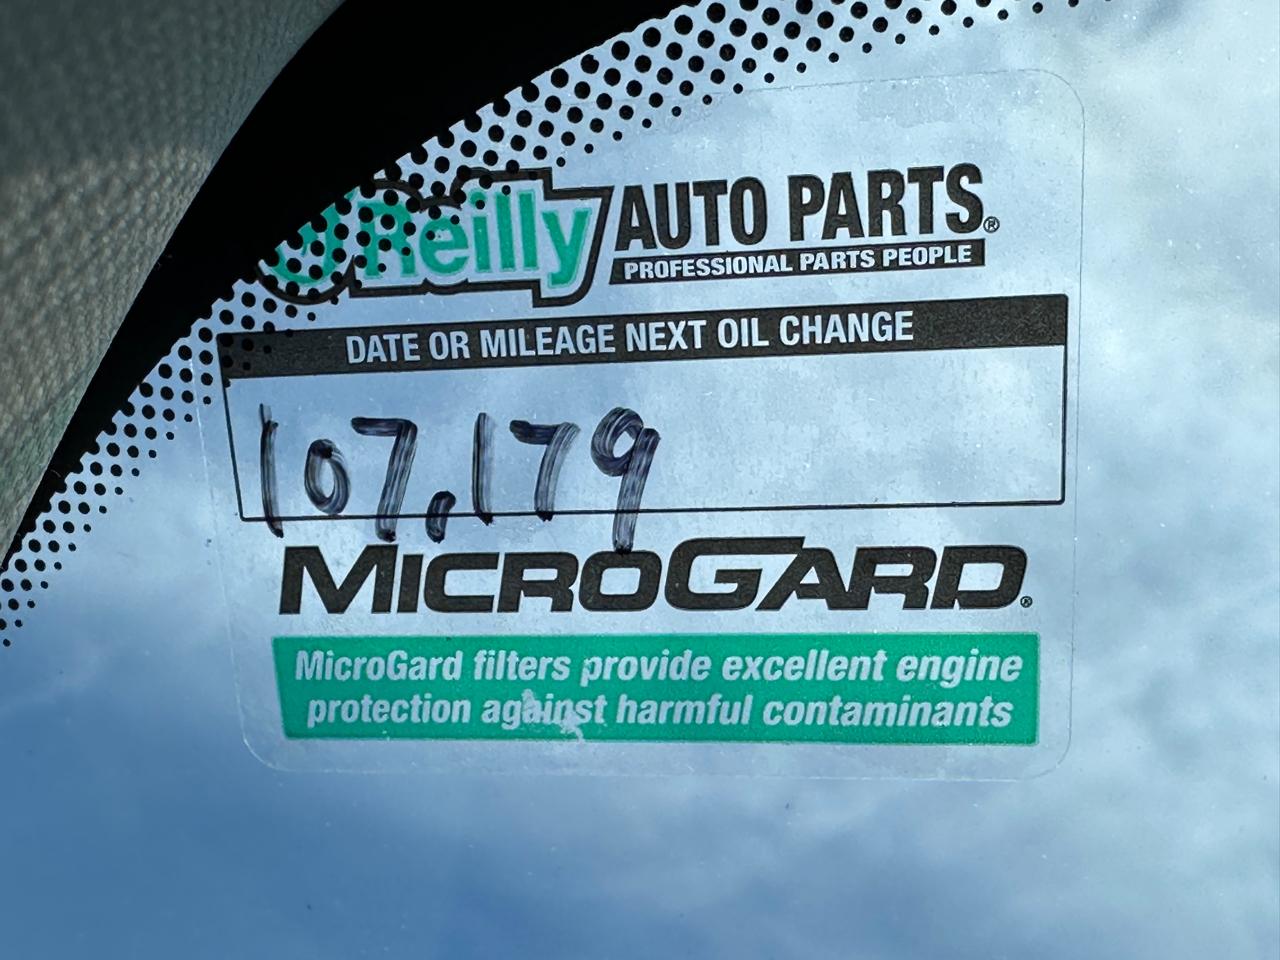 O'Reilly AUTO PARTS®
PROFESSIONAL PARTS PEOPLE
DATE OR MILEAGE NEXT OIL CHANGE
107,179
MICROGARD®
MicroGard filters provide excellent engine
protection against harmful contaminants